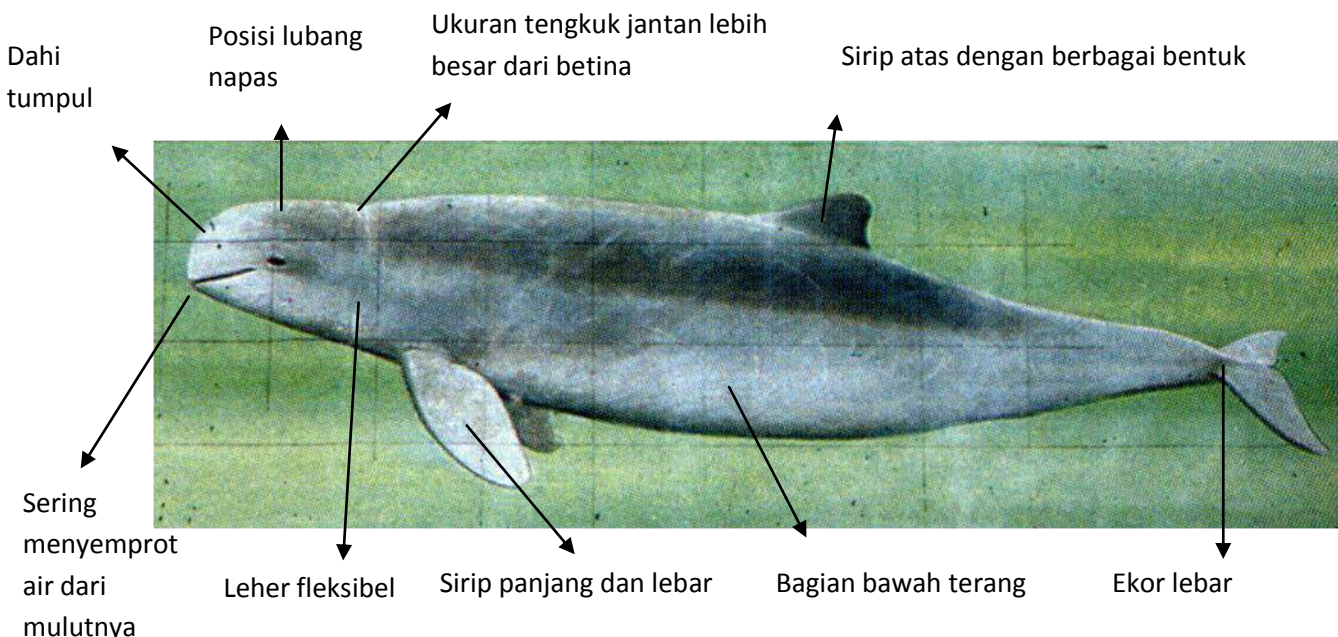 Dahi
tumpul
Posisi lubang
napas
Ukuran tengkuk jantan lebih
besar dari betina
Sirip atas dengan berbagai bentuk
Sering
menyemprot
air dari
mulutnya
Leher fleksibel
Sirip panjang dan lebar
Bagian bawah terang
Ekor lebar